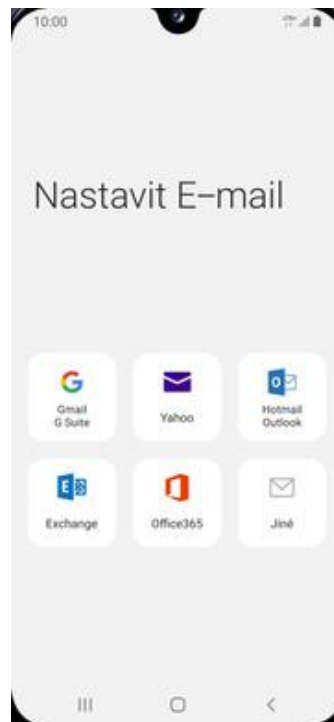 10:00
Nastavit E-mail
Gmail
G Suite
Yahoo
Hotmail
Outlook
Exchange
Office365
Jiné